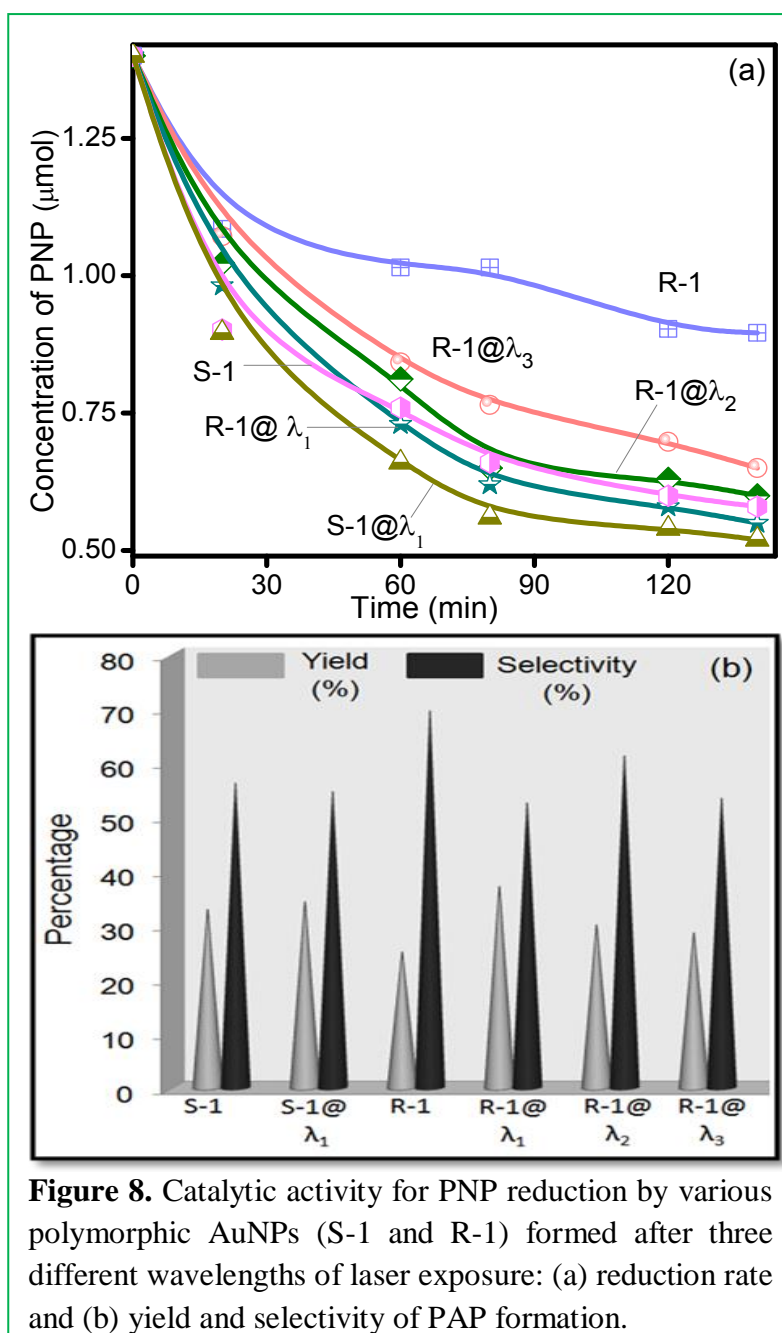 (a)
1.25
1.00
0.75
0.50
Concentration of PNP (μmol)
R-1
R-1@λ3
S-1
R-1@λ2
R-1@ λ1
S-1@λ1
0 30 60 90 120
Time (min)
(b)
Yield (%)
Selectivity (%)
80
70
60
50
40
30
20
10
0
Percentage
S-1 S-1@ R-1 R-1@ R-1@ R-1@
λ1 λ1 λ2 λ3
Figure 8. Catalytic activity for PNP reduction by various
polymorphic AuNPs (S-1 and R-1) formed after three
different wavelengths of laser exposure: (a) reduction rate
and (b) yield and selectivity of PAP formation.